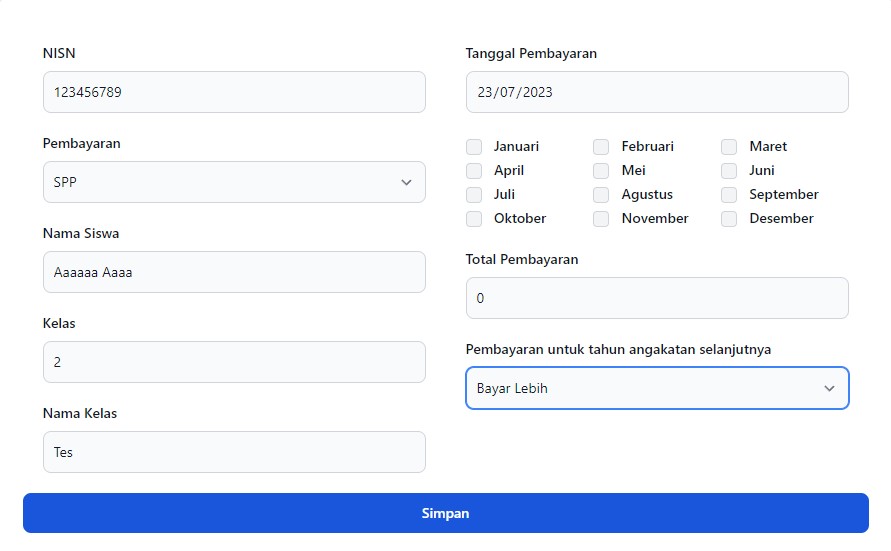 NISN
123456789
Pembayaran
SPP
Nama Siswa
Aaaaaa Aaaa
Kelas
2
Nama Kelas
Tes
Tanggal Pembayaran
23/07/2023
Januari Februari Maret
April Mei Juni
Juli Agustus September
Oktober November Desember
Total Pembayaran
0
Pembayaran untuk tahun angakatan selanjutnya
Bayar Lebih
Simpan